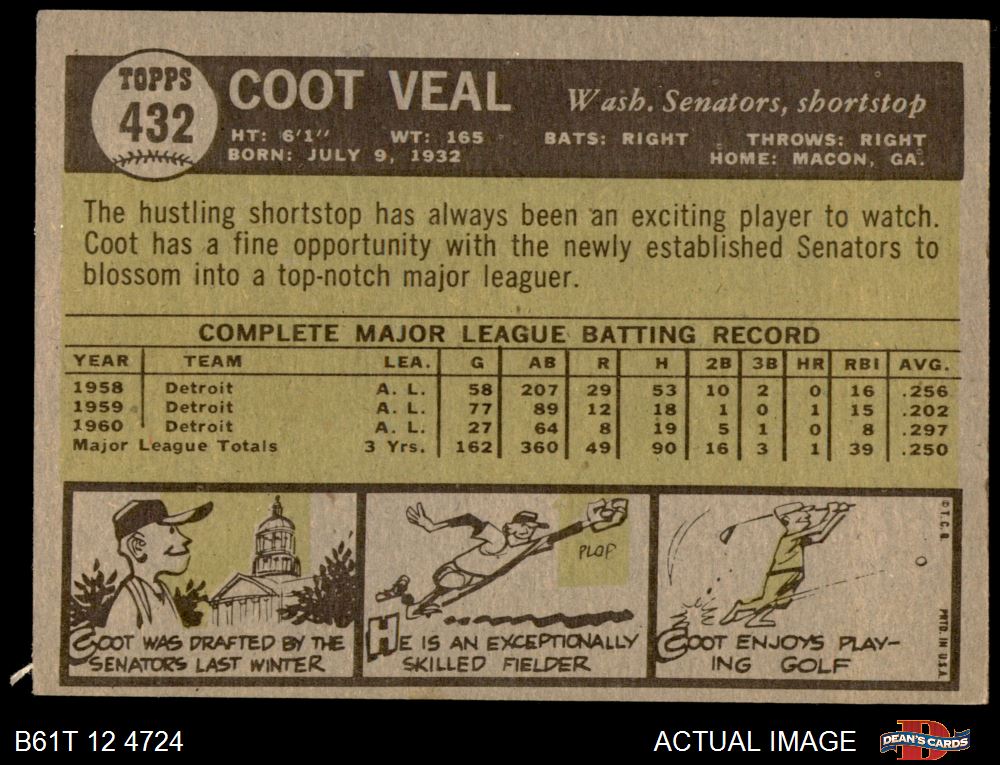 TOPPS
432
COOT VEAL
Wash. Senators, shortstop
HT: 6'1" WT: 165 BATS: RIGHT THROWS: RIGHT
BORN: JULY 9, 1932 HOME: MACON, GA.
The hustling shortstop has always been an exciting player to watch.
Coot has a fine opportunity with the newly established Senators to
blossom into a top-notch major leaguer.
COMPLETE MAJOR LEAGUE BATTING RECORD
YEAR TEAM LEA. G AB R H 2B 3B HR RBI AVG.
1958 Detroit A. L. 58 207 29 53 10 2 0 16 .256
1959 Detroit A. L. 77 89 12 18 1 0 1 15 .202
1960 Detroit A. L. 27 64 8 19 5 1 0 8 .297
Major League Totals 3 Yrs. 162 360 49 90 16 3 1 39 .250
COOT WAS DRAFTED BY THE
SENATORS LAST WINTER
PLOP
HE IS AN EXCEPTIONALLY
SKILLED FIELDER
COOT ENJOYS PLAY-
ING GOLF
© T.C.G.
PRTD. IN U.S.A.
B61T 12 4724
ACTUAL IMAGE
DEAN'S CARDS